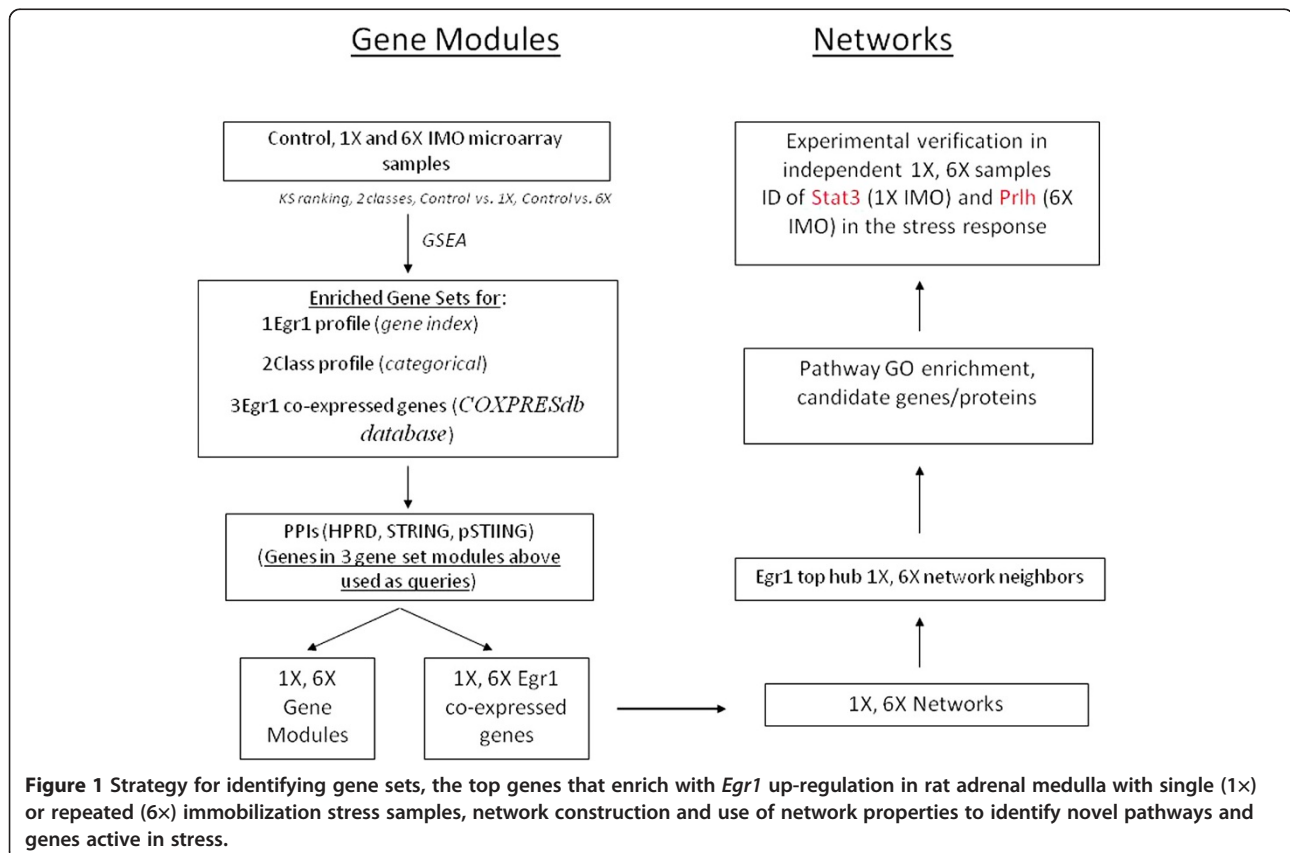 Gene Modules
Control, 1X and 6X IMO microarray
samples
KS ranking, 2 classes, Control vs. 1X, Control vs. 6X
GSEA
Enriched Gene Sets for:
1Egr1 profile (gene index)
2Class profile (categorical)
3Egr1 co-expressed genes (COXPRESdb
database)
PPIs (HPRD, STRING, pSTIING)
(Genes in 3 gene set modules above
used as queries)
1X, 6X
Gene
Modules
1X, 6X Egr1
co-expressed
genes
Networks
Experimental verification in
independent 1X, 6X samples
ID of Stat3 (1X IMO) and Prlh (6X
IMO) in the stress response
Pathway GO enrichment,
candidate genes/proteins
Egr1 top hub 1X, 6X network neighbors
1X, 6X Networks
Figure 1 Strategy for identifying gene sets, the top genes that enrich with Egr1 up-regulation in rat adrenal medulla with single (1×)
or repeated (6×) immobilization stress samples, network construction and use of network properties to identify novel pathways and
genes active in stress.